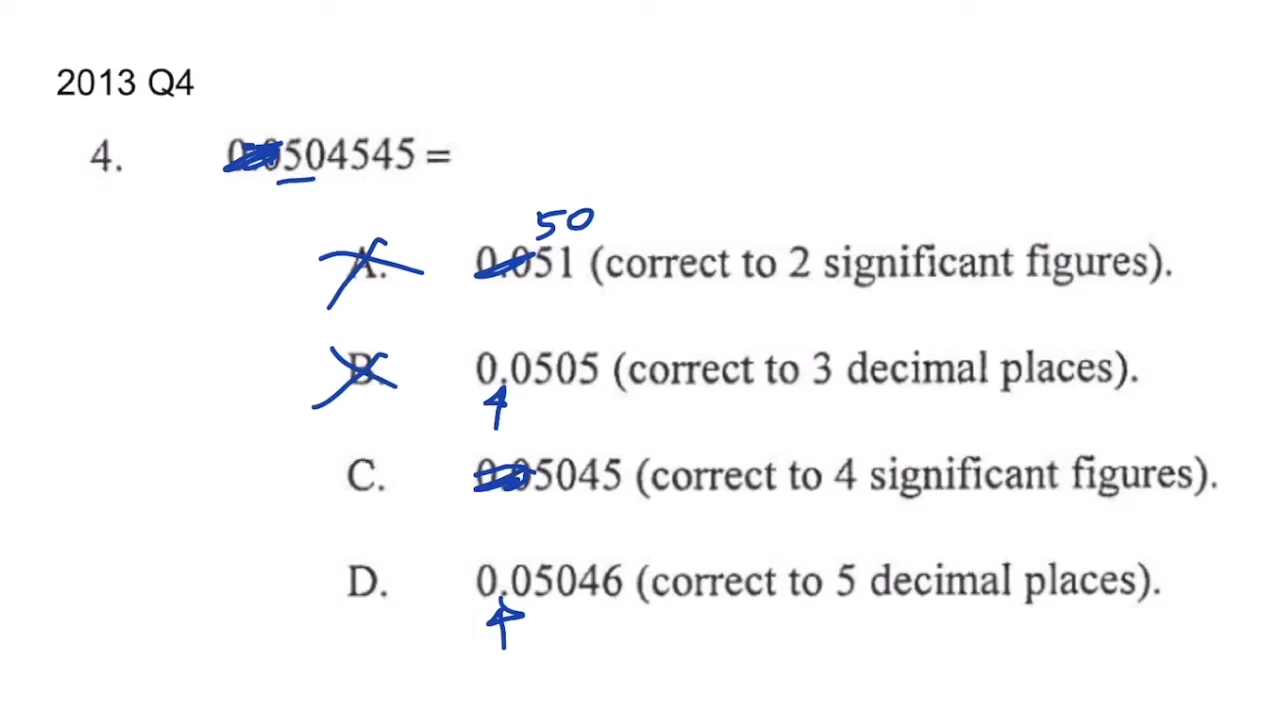 2013 Q4
4. 0.0504545 =
50
A. 0.051 (correct to 2 significant figures).
B. 0.0505 (correct to 3 decimal places).
C. 0.05045 (correct to 4 significant figures).
D. 0.05046 (correct to 5 decimal places).